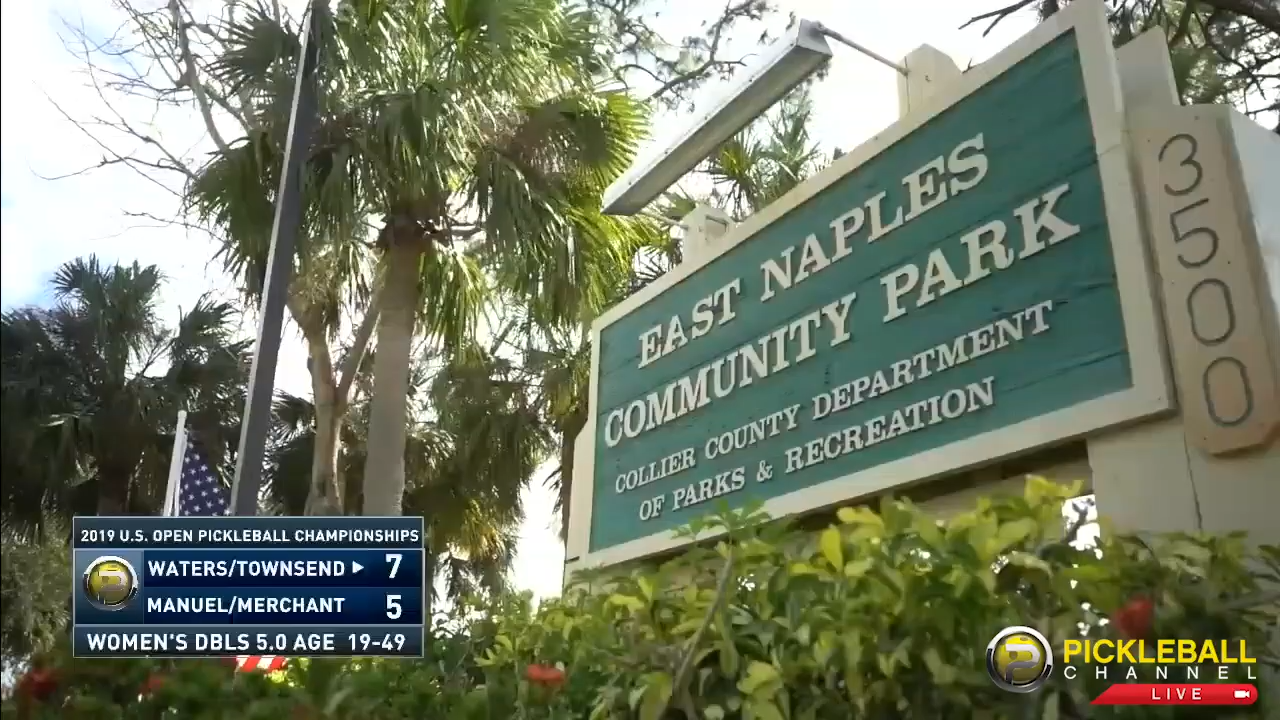 EAST NAPLES
COMMUNITY PARK
COLLIER COUNTY DEPARTMENT
OF PARKS & RECREATION
3500
2019 U.S. OPEN PICKLEBALL CHAMPIONSHIPS
WATERS/TOWNSEND ▸ 7
MANUEL/MERCHANT 5
WOMEN'S DBLS 5.0 AGE 19-49
P
P
PICKLEBALL
CHANNEL
LIVE